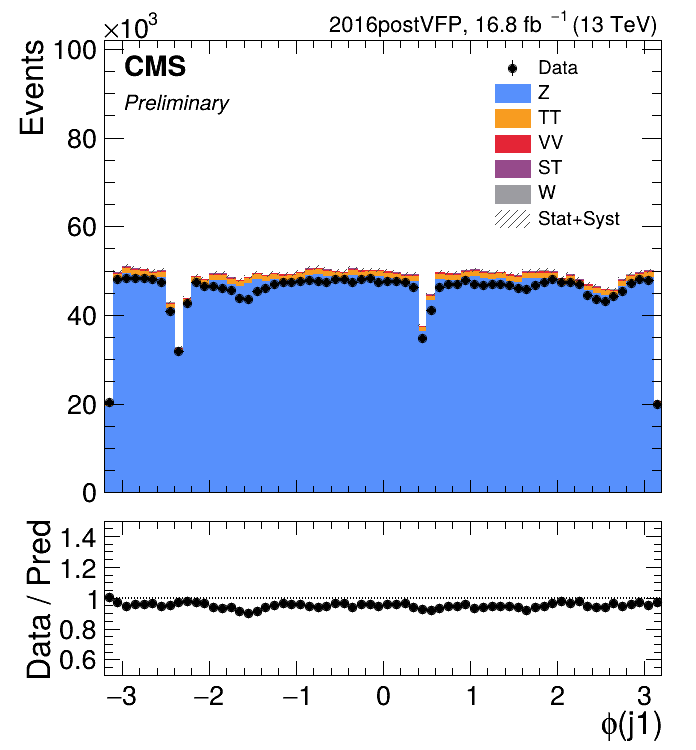 ×10³
2016postVFP, 16.8 fb ⁻¹ (13 TeV)
Events
100
80
60
40
20
0
CMS
Preliminary
Data
Z
TT
VV
ST
W
Stat+Syst
Data / Pred
1.4
1.2
1
0.8
0.6
−3 −2 −1 0 1 2 3
ϕ(j1)